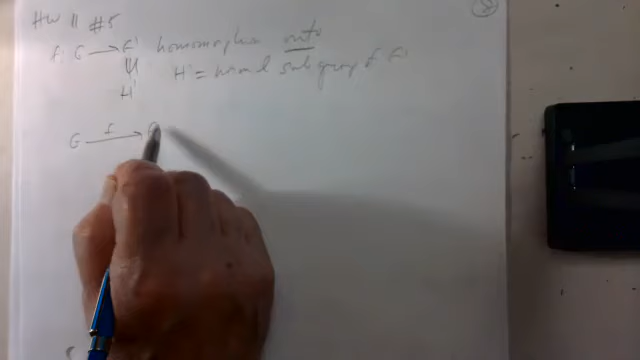 HW 11 #5
f: G → G' homomorphism onto
H' = normal subgroup of G'
H'
G f →